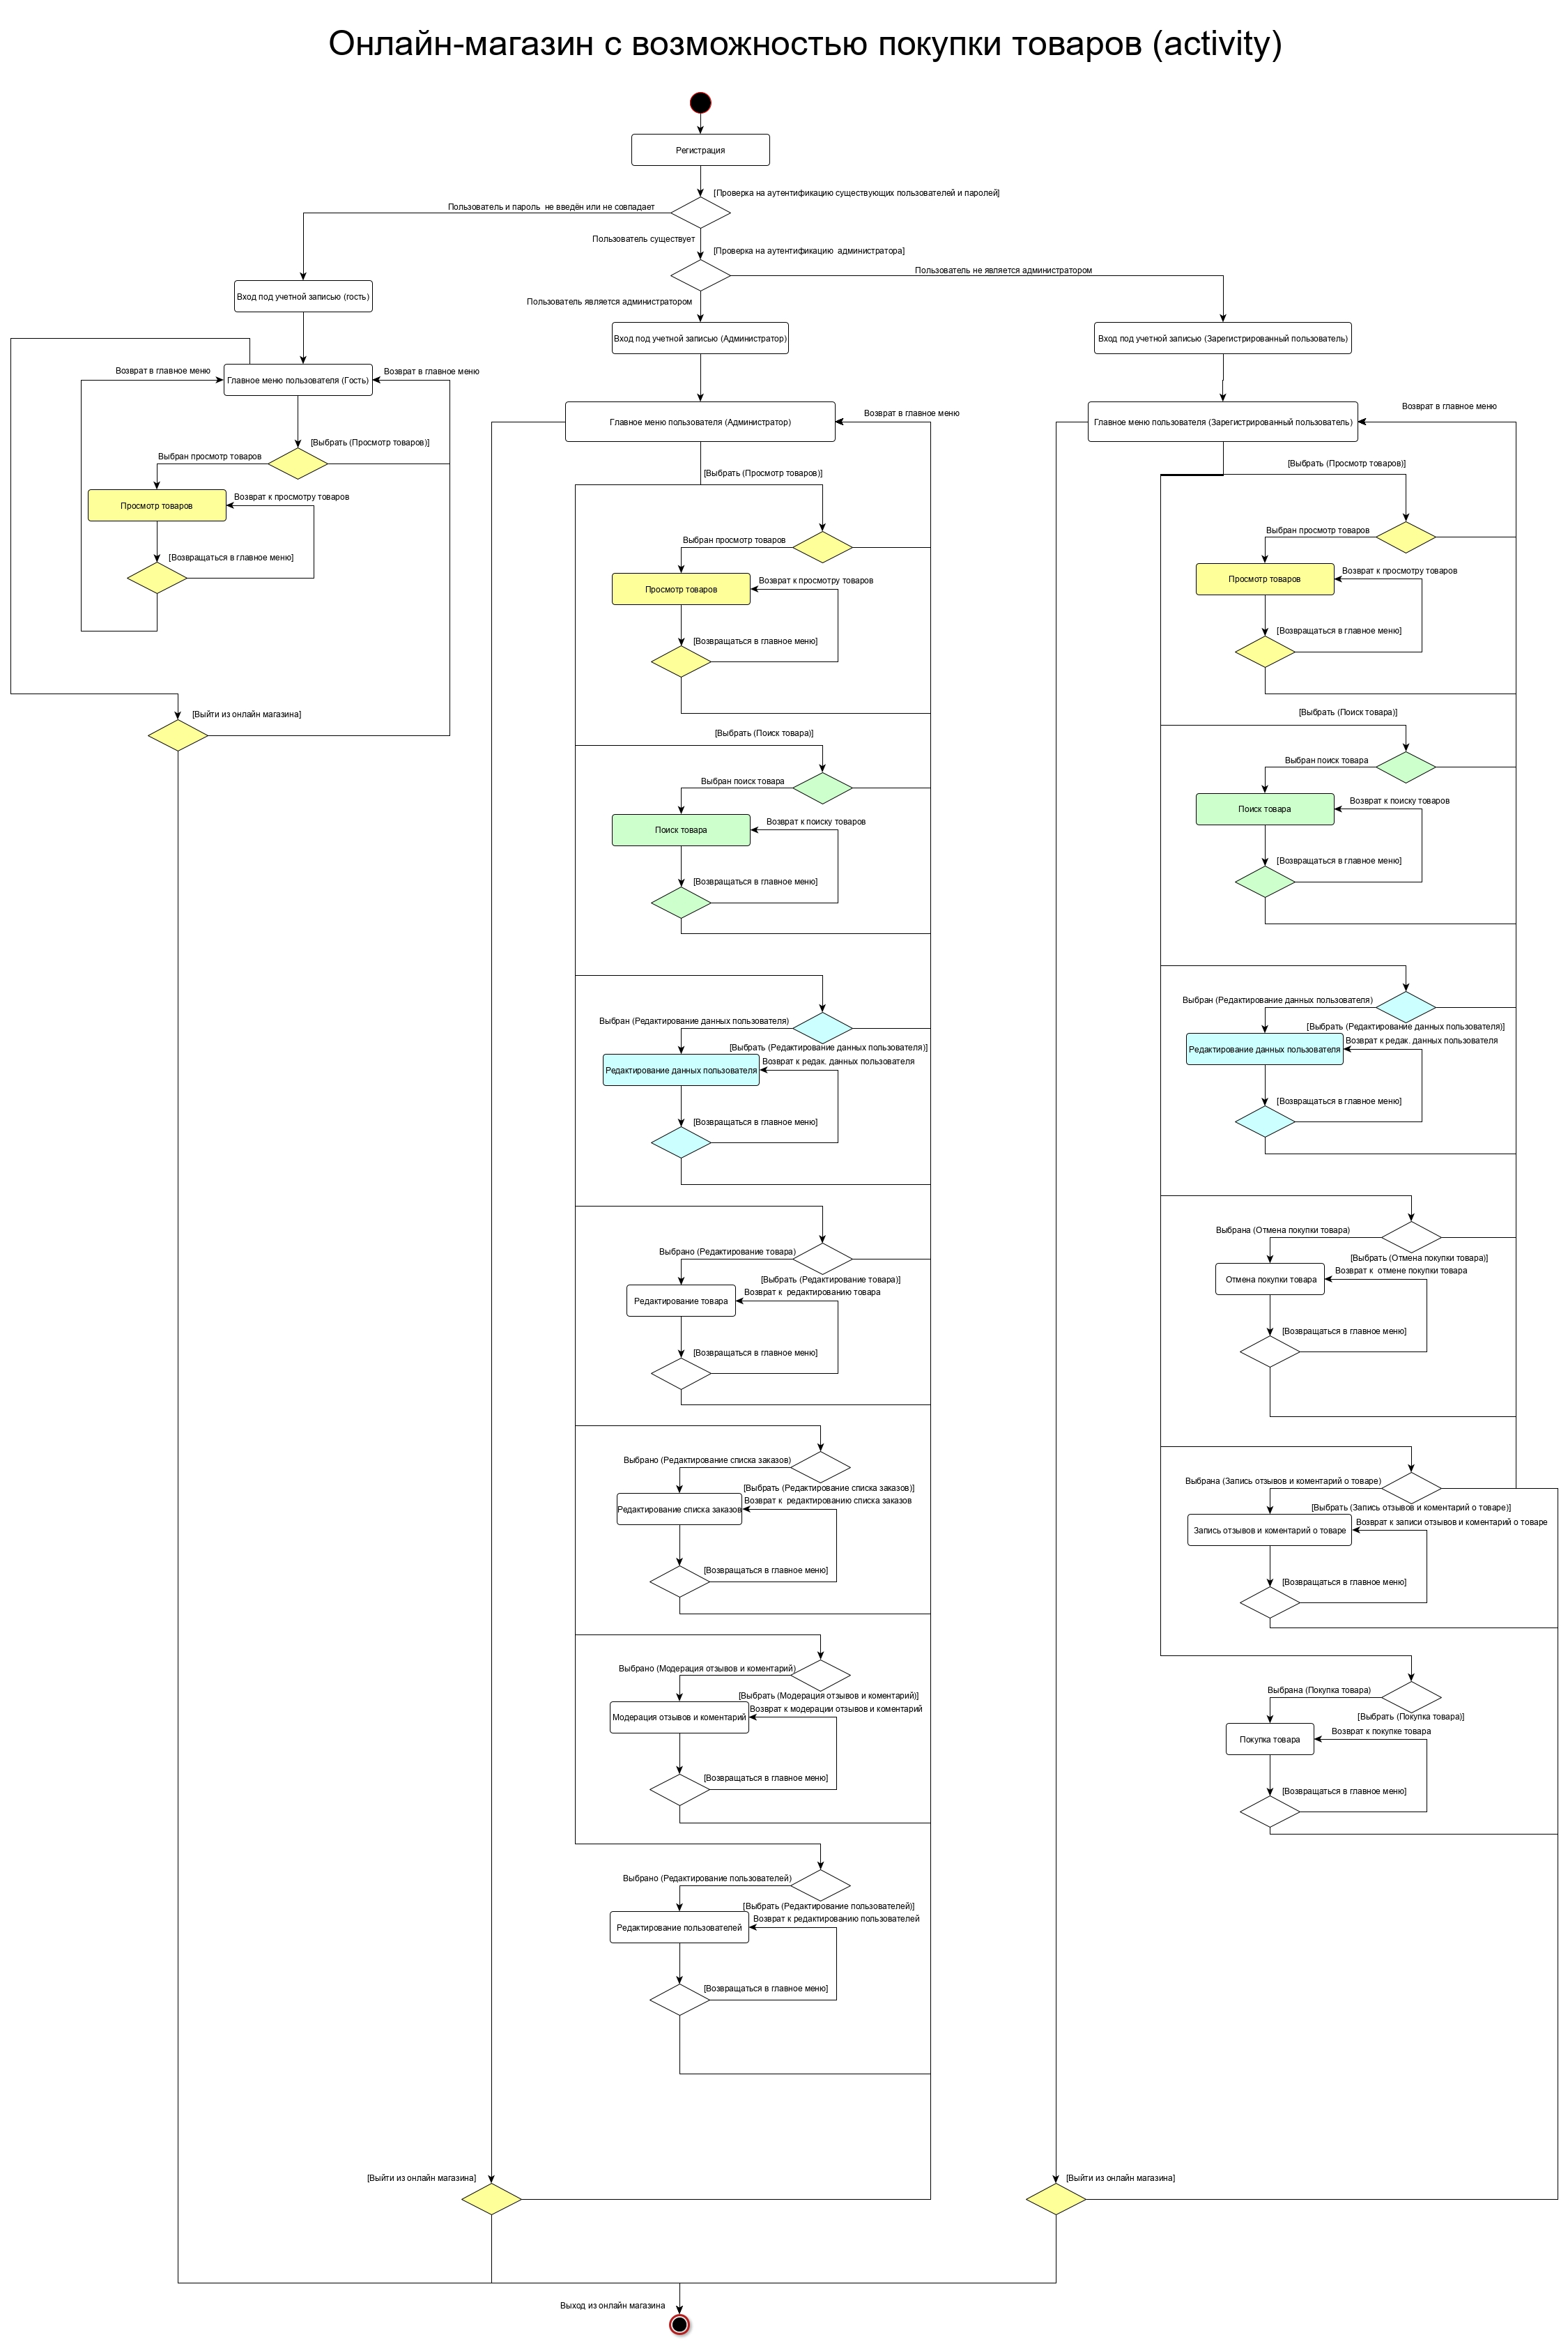 Онлайн-магазин с возможностью покупки товаров (activity)
Регистрация
[Проверка на аутентификацию существующих пользователей и паролей]
Пользователь и пароль не введён или не совпадает
Пользователь существует
[Проверка на аутентификацию администратора]
Пользователь не является администратором
Пользователь является администратором
Вход под учетной записью (гость)
Главное меню пользователя (Гость)
Возврат в главное меню
Возврат в главное меню
[Выбрать (Просмотр товаров)]
Выбран просмотр товаров
Просмотр товаров
Возврат к просмотру товаров
[Возвращаться в главное меню]
[Выйти из онлайн магазина]
Вход под учетной записью (Администратор)
Главное меню пользователя (Администратор)
Возврат в главное меню
[Выбрать (Просмотр товаров)]
Выбран просмотр товаров
Просмотр товаров
Возврат к просмотру товаров
[Возвращаться в главное меню]
[Выбрать (Поиск товара)]
Выбран поиск товара
Поиск товара
Возврат к поиску товаров
[Возвращаться в главное меню]
Выбран (Редактирование данных пользователя)
[Выбрать (Редактирование данных пользователя)]
Редактирование данных пользователя
Возврат к редак. данных пользователя
[Возвращаться в главное меню]
Выбрано (Редактирование товара)
[Выбрать (Редактирование товара)]
Редактирование товара
Возврат к редактированию товара
[Возвращаться в главное меню]
Выбрано (Редактирование списка заказов)
[Выбрать (Редактирование списка заказов)]
Редактирование списка заказов
Возврат к редактированию списка заказов
[Возвращаться в главное меню]
Выбрано (Модерация отзывов и коментарий)
[Выбрать (Модерация отзывов и коментарий)]
Модерация отзывов и коментарий
Возврат к модерации отзывов и коментарий
[Возвращаться в главное меню]
Выбрано (Редактирование пользователей)
[Выбрать (Редактирование пользователей)]
Редактирование пользователей
Возврат к редактированию пользователей
[Возвращаться в главное меню]
[Выйти из онлайн магазина]
Вход под учетной записью (Зарегистрированный пользователь)
Главное меню пользователя (Зарегистрированный пользователь)
Возврат в главное меню
[Выбрать (Просмотр товаров)]
Выбран просмотр товаров
Просмотр товаров
Возврат к просмотру товаров
[Возвращаться в главное меню]
[Выбрать (Поиск товара)]
Выбран поиск товара
Поиск товара
Возврат к поиску товаров
[Возвращаться в главное меню]
Выбран (Редактирование данных пользователя)
[Выбрать (Редактирование данных пользователя)]
Редактирование данных пользователя
Возврат к редак. данных пользователя
[Возвращаться в главное меню]
Выбрана (Отмена покупки товара)
[Выбрать (Отмена покупки товара)]
Отмена покупки товара
Возврат к отмене покупки товара
[Возвращаться в главное меню]
Выбрана (Запись отзывов и коментарий о товаре)
[Выбрать (Запись отзывов и коментарий о товаре)]
Запись отзывов и коментарий о товаре
Возврат к записи отзывов и коментарий о товаре
[Возвращаться в главное меню]
Выбрана (Покупка товара)
[Выбрать (Покупка товара)]
Покупка товара
Возврат к покупке товара
[Возвращаться в главное меню]
[Выйти из онлайн магазина]
Выход из онлайн магазина